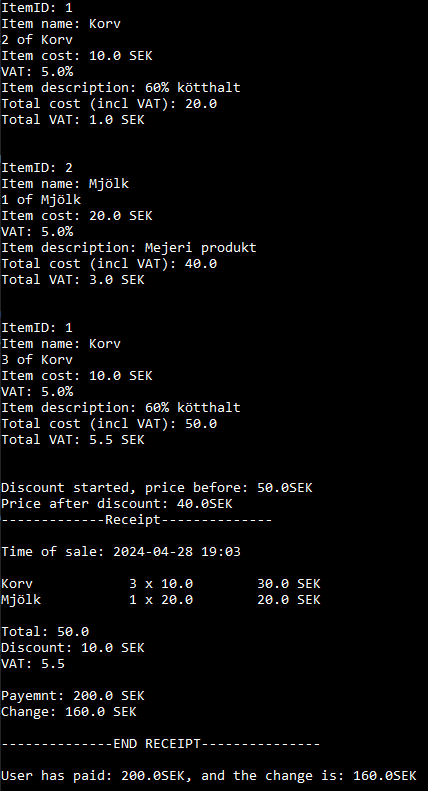 ItemID: 1
Item name: Korv
2 of Korv
Item cost: 10.0 SEK
VAT: 5.0%
Item description: 60% kötthalt
Total cost (incl VAT): 20.0
Total VAT: 1.0 SEK
ItemID: 2
Item name: Mjölk
1 of Mjölk
Item cost: 20.0 SEK
VAT: 5.0%
Item description: Mejeri produkt
Total cost (incl VAT): 40.0
Total VAT: 3.0 SEK
ItemID: 1
Item name: Korv
3 of Korv
Item cost: 10.0 SEK
VAT: 5.0%
Item description: 60% kötthalt
Total cost (incl VAT): 50.0
Total VAT: 5.5 SEK
Discount started, price before: 50.0SEK
Price after discount: 40.0SEK
-------------Receipt--------------
Time of sale: 2024-04-28 19:03
Korv            3 x 10.0        30.0 SEK
Mjölk           1 x 20.0        20.0 SEK
Total: 50.0
Discount: 10.0 SEK
VAT: 5.5
Payemnt: 200.0 SEK
Change: 160.0 SEK
--------------END RECEIPT---------------
User has paid: 200.0SEK, and the change is: 160.0SEK